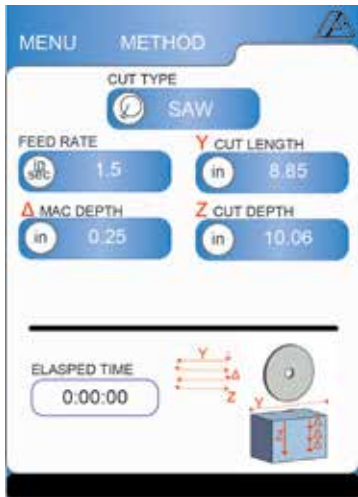 MENU METHOD
CUT TYPE
SAW
FEED RATE
in
sec
1.5
Y CUT LENGTH
in 8.85
Δ MAC DEPTH
in 0.25
Z CUT DEPTH
in 10.06
ELASPED TIME
0:00:00
Y
Δ
Z
Y
Z
Δ
Δ
Δ